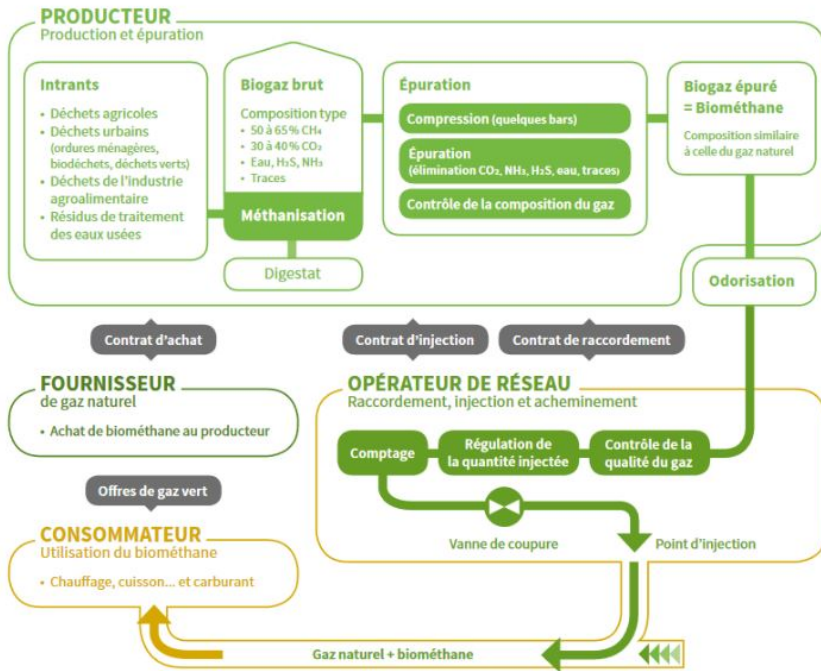 PRODUCTEUR
Production et épuration
Intrants
• Déchets agricoles
• Déchets urbains
(ordures ménagères,
biodéchets, déchets verts)
• Déchets de l'industrie
agroalimentaire
• Résidus de traitement
des eaux usées
Biogaz brut
Composition type
• 50 à 65% CH₄
• 30 à 40% CO₂
• Eau, H₂S, NH₃
• Traces
Méthanisation
Digestat
Épuration
Compression (quelques bars)
Épuration
(élimination CO₂, NH₃, H₂S, eau, traces)
Contrôle de la composition du gaz
Biogaz épuré
= Biométhane
Composition similaire
à celle du gaz naturel
Odorisation
Contrat d'achat
Contrat d'injection
Contrat de raccordement
FOURNISSEUR
de gaz naturel
• Achat de biométhane au producteur
OPÉRATEUR DE RÉSEAU
Raccordement, injection et acheminement
Comptage
Régulation de
la quantité injectée
Contrôle de la
qualité du gaz
Vanne de coupure
Point d'injection
Offres de gaz vert
CONSOMMATEUR
Utilisation du biométhane
• Chauffage, cuisson... et carburant
Gaz naturel + biométhane